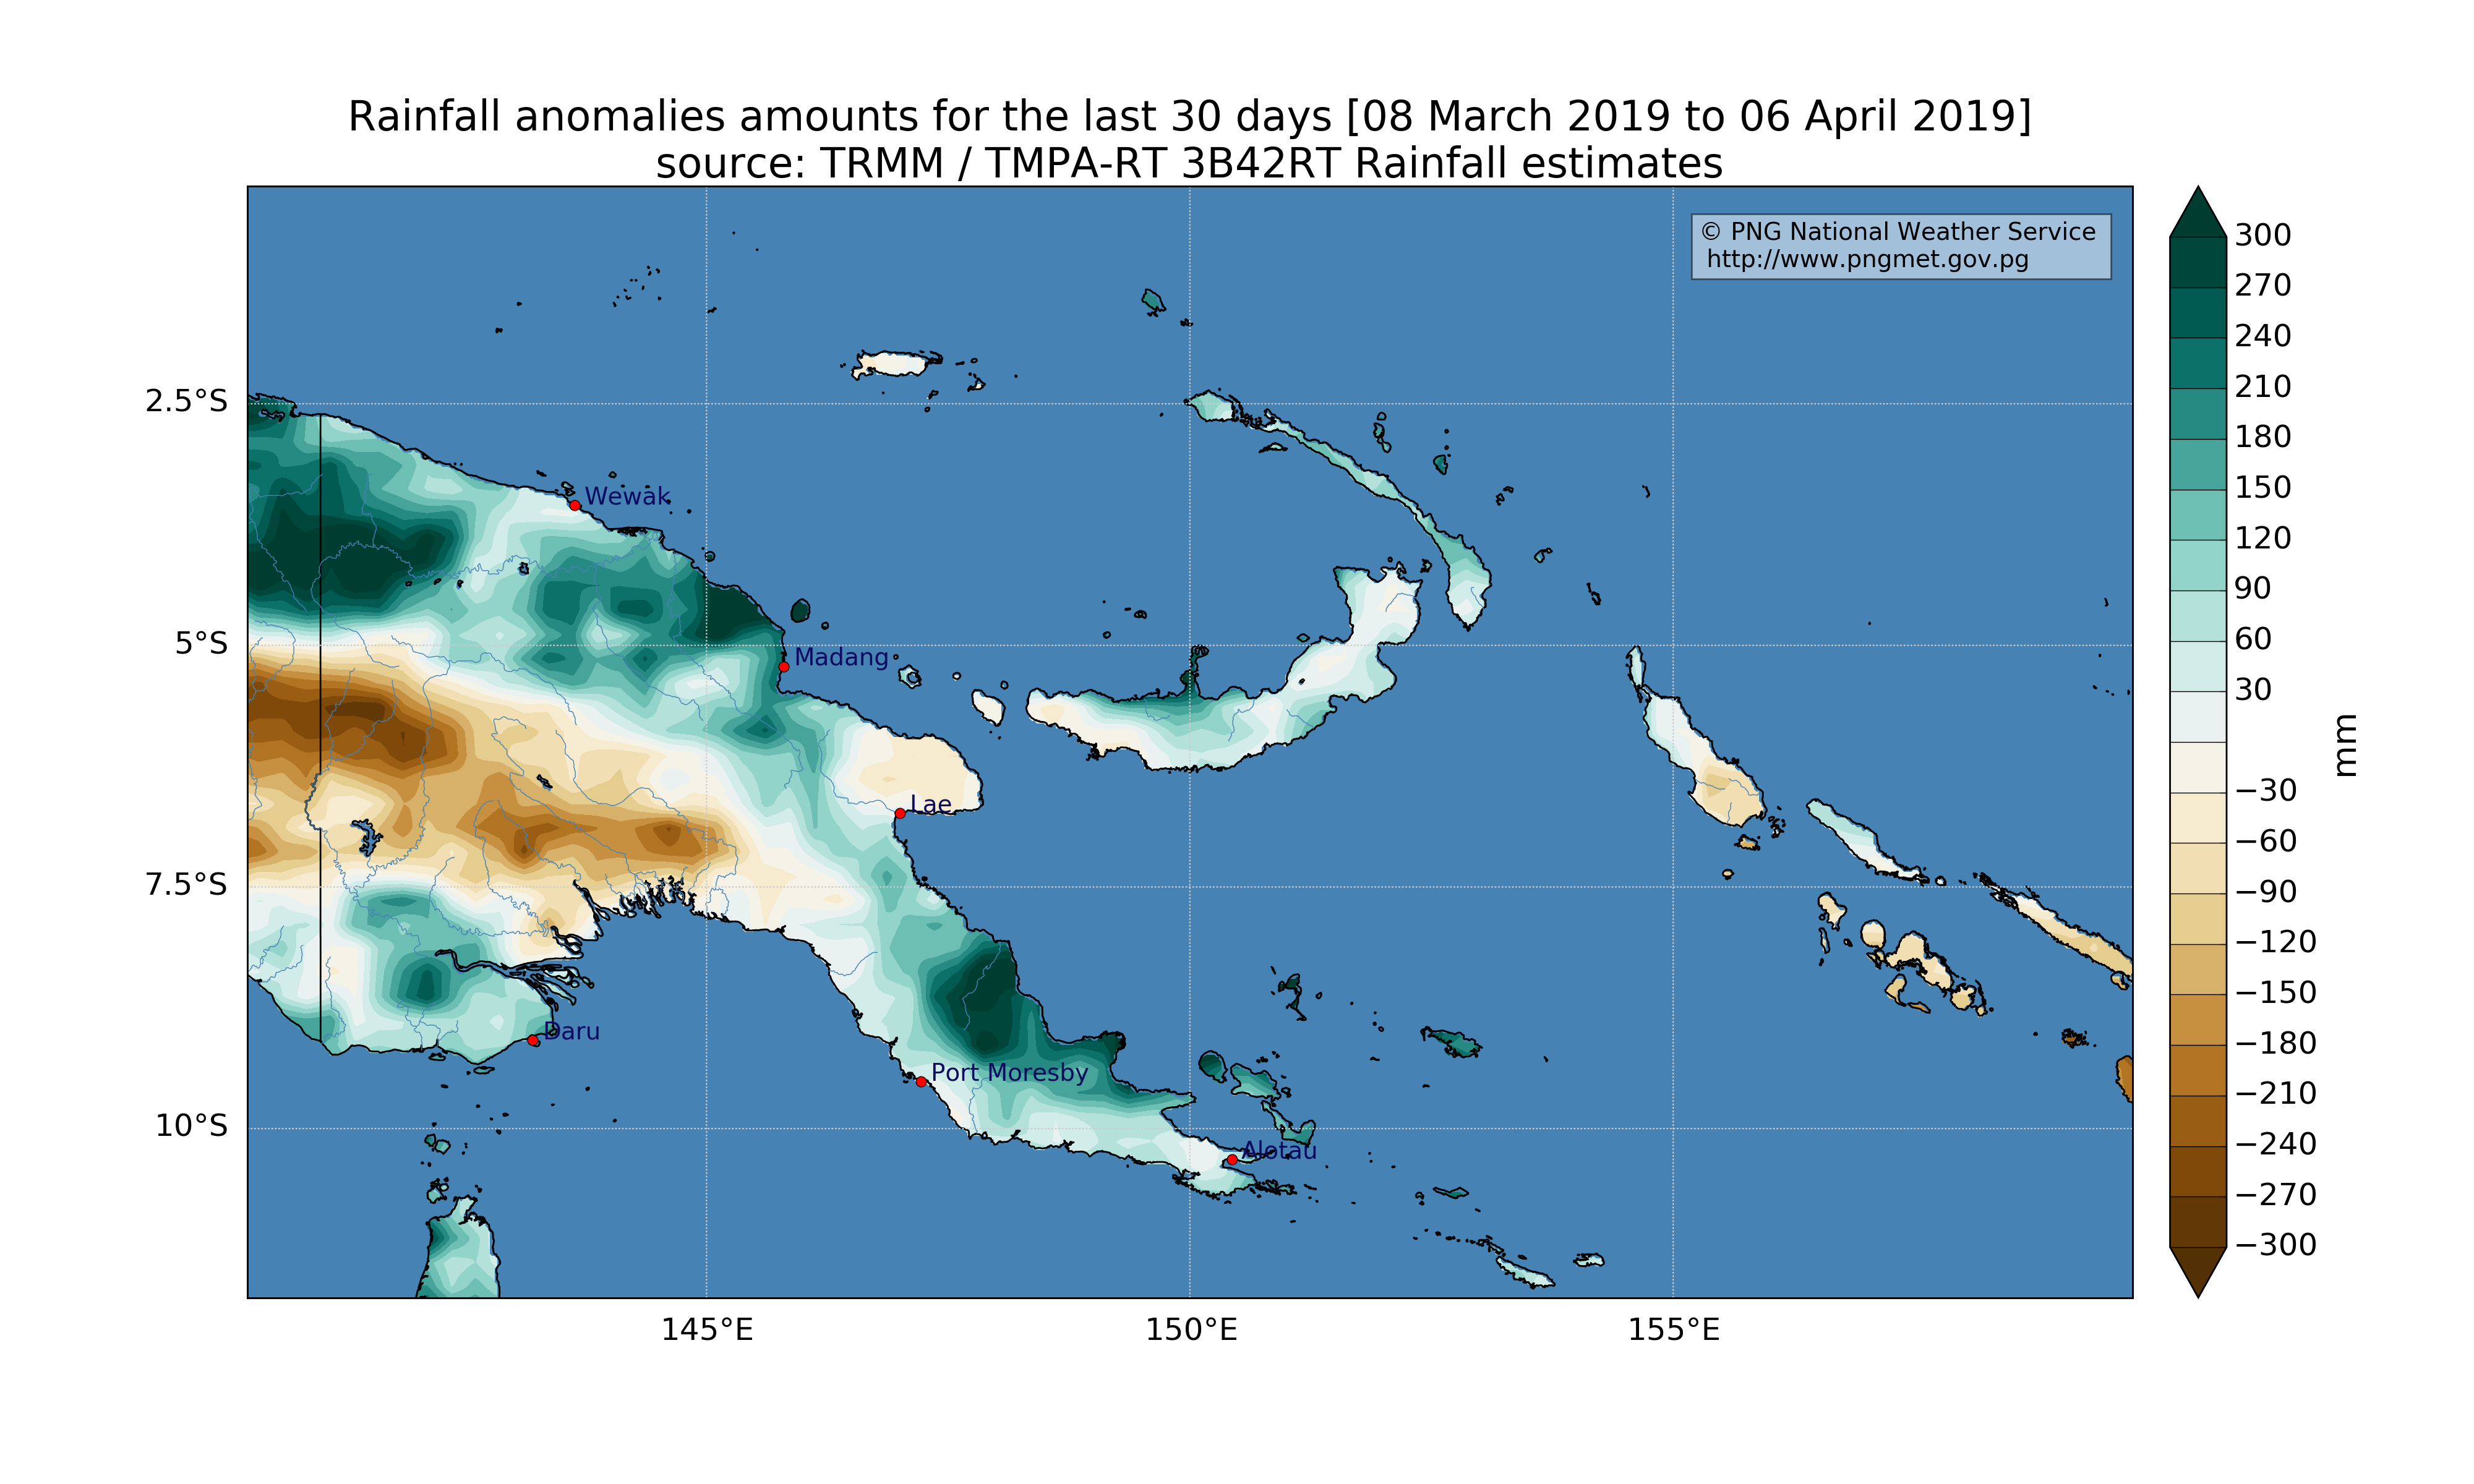 Rainfall anomalies amounts for the last 30 days [08 March 2019 to 06 April 2019]
source: TRMM / TMPA-RT 3B42RT Rainfall estimates
© PNG National Weather Service
http://www.pngmet.gov.pg
2.5°S
5°S
7.5°S
10°S
Wewak
Madang
Lae
Daru
Port Moresby
Alotau
145°E
150°E
155°E
300
270
240
210
180
150
120
90
60
30
−30
−60
−90
−120
−150
−180
−210
−240
−270
−300
mm